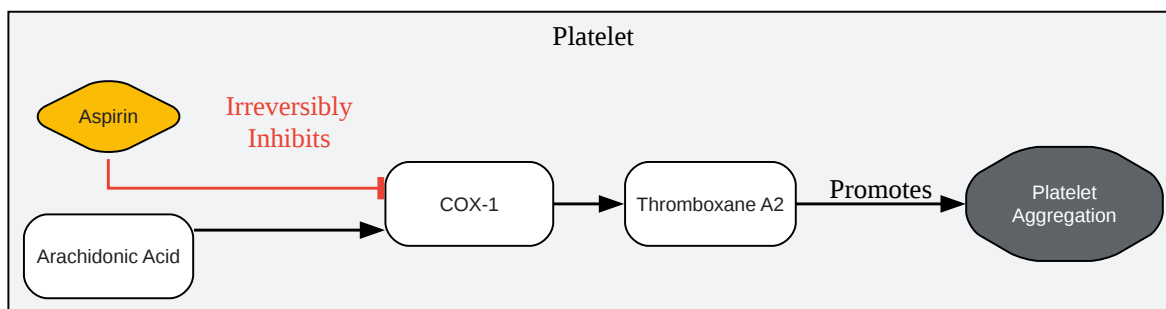 Platelet
Aspirin
Irreversibly
Inhibits
COX-1
Thromboxane A2
Promotes
Platelet
Aggregation
Arachidonic Acid